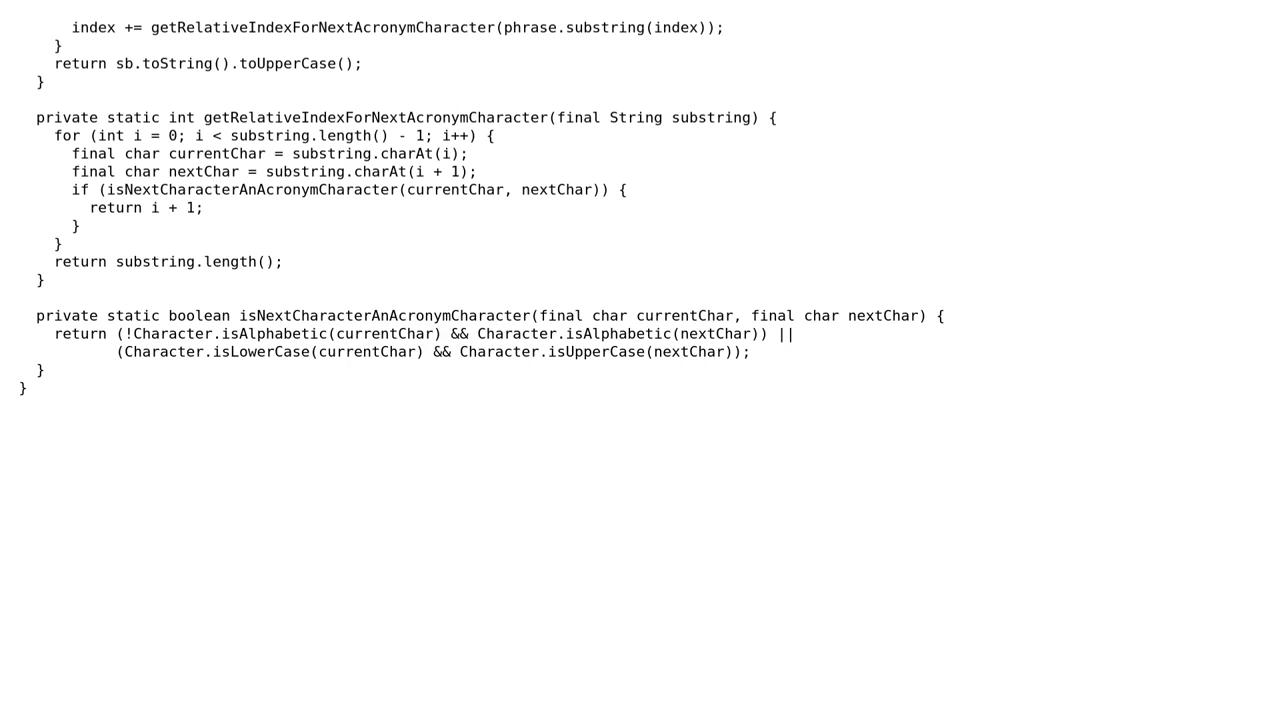 index += getRelativeIndexForNextAcronymCharacter(phrase.substring(index));
    }
    return sb.toString().toUpperCase();
  }

  private static int getRelativeIndexForNextAcronymCharacter(final String substring) {
    for (int i = 0; i < substring.length() - 1; i++) {
      final char currentChar = substring.charAt(i);
      final char nextChar = substring.charAt(i + 1);
      if (isNextCharacterAnAcronymCharacter(currentChar, nextChar)) {
        return i + 1;
      }
    }
    return substring.length();
  }

  private static boolean isNextCharacterAnAcronymCharacter(final char currentChar, final char nextChar) {
    return (!Character.isAlphabetic(currentChar) && Character.isAlphabetic(nextChar)) ||
           (Character.isLowerCase(currentChar) && Character.isUpperCase(nextChar));
  }
}